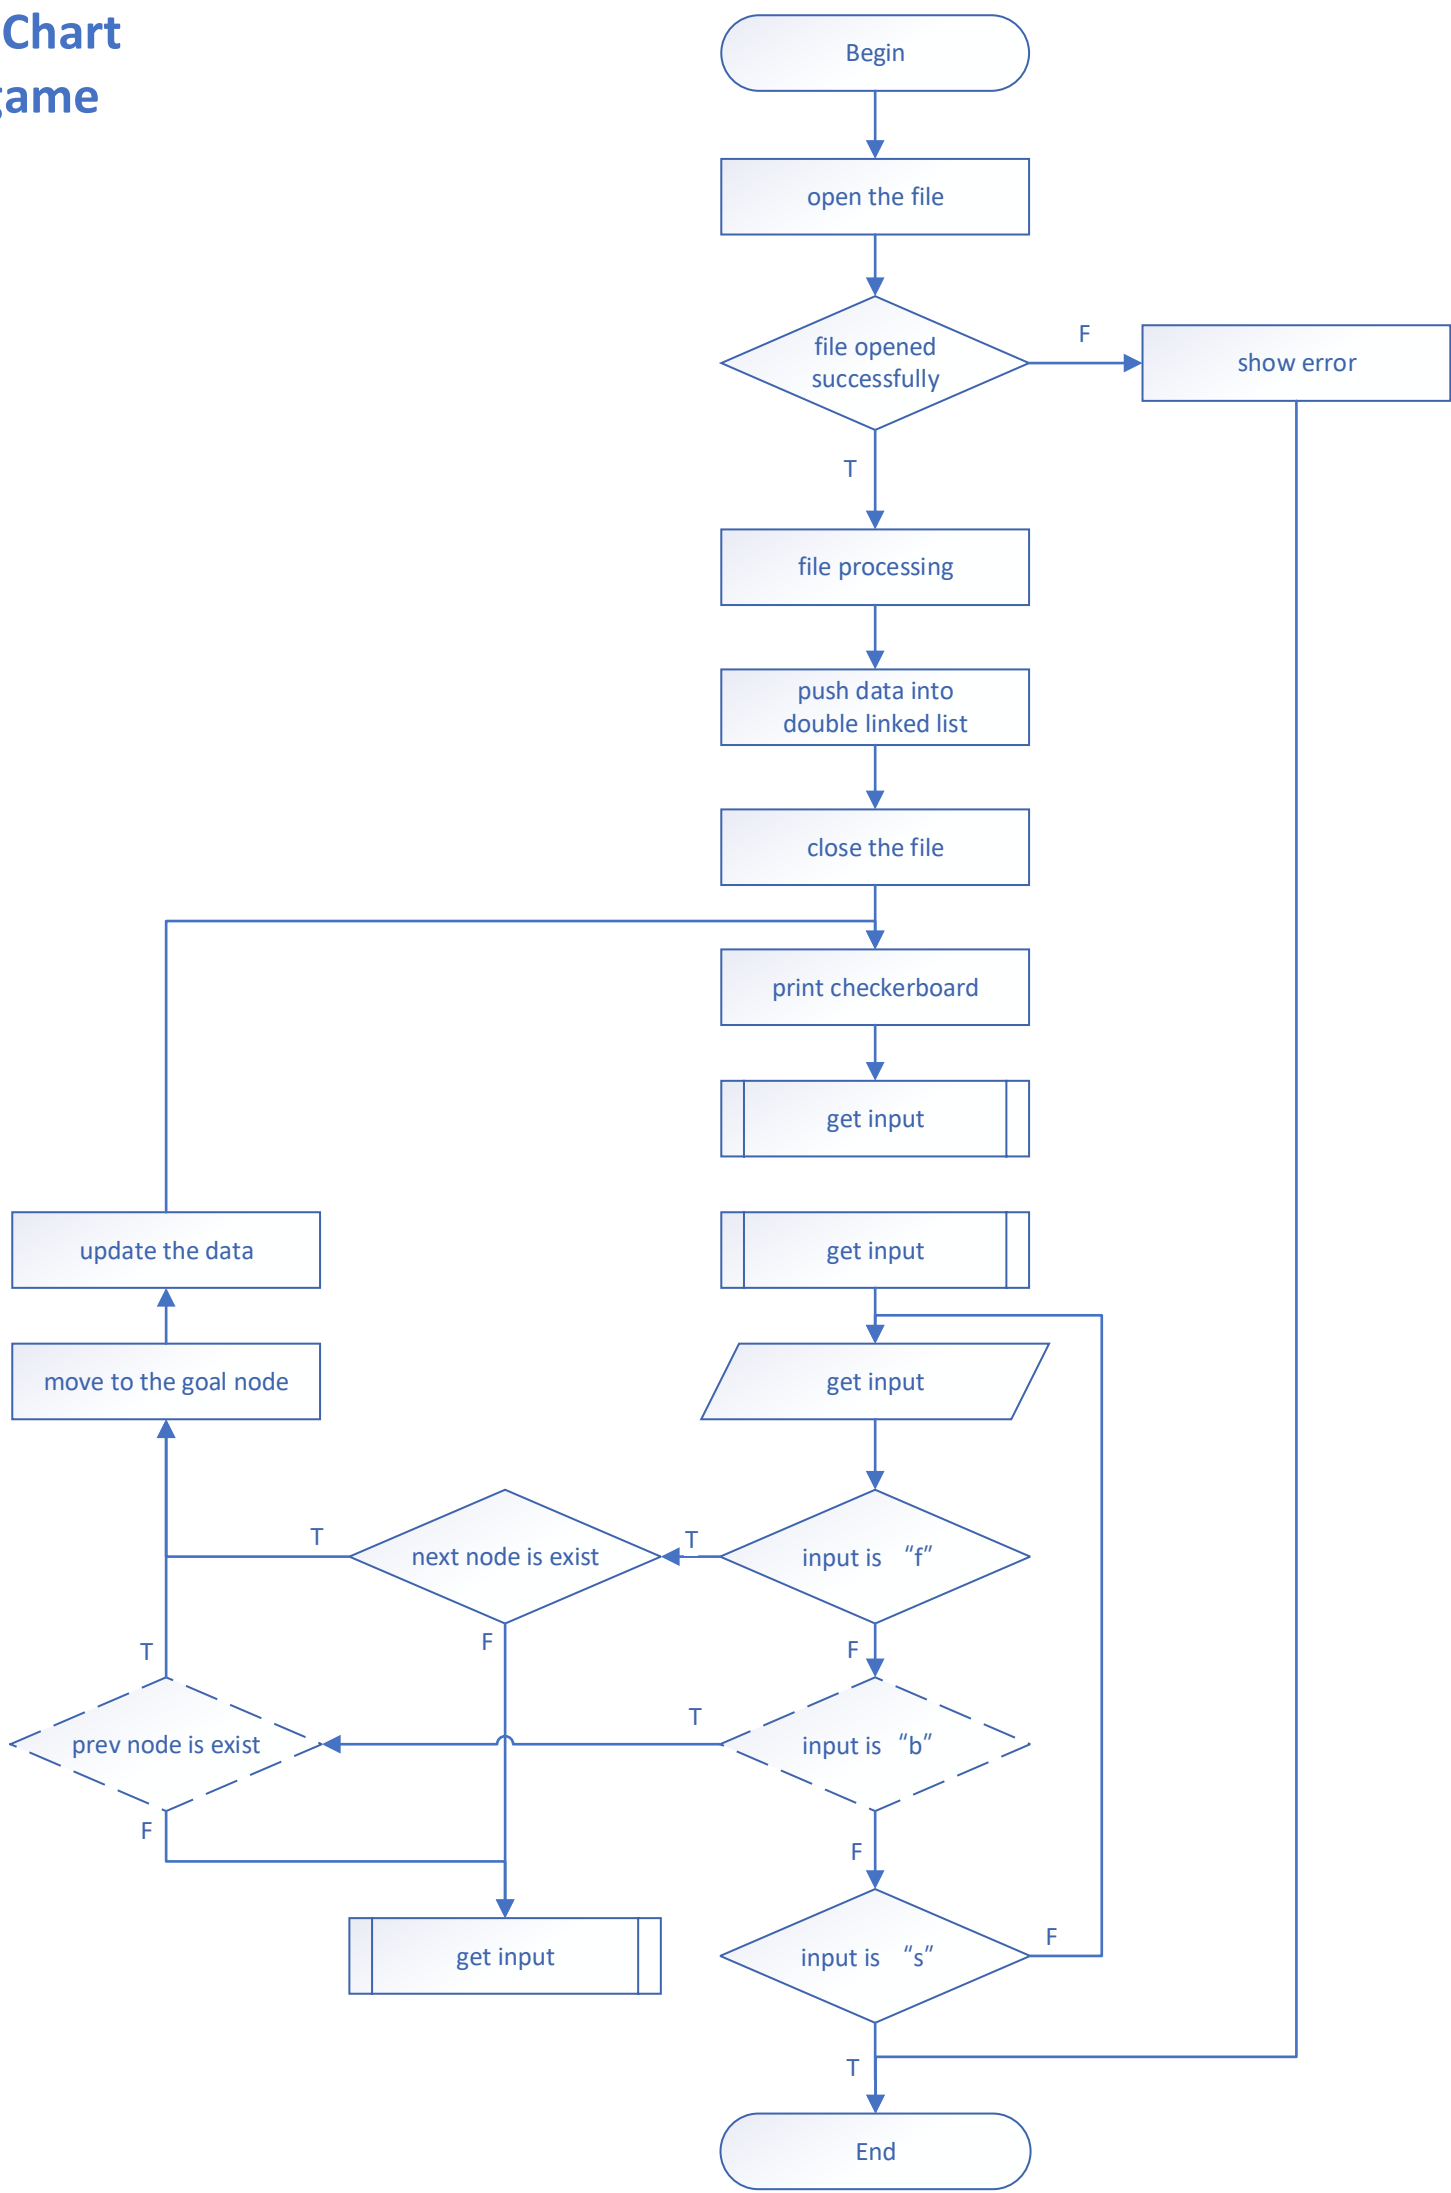 Chart
game
Begin
open the file
file opened
successfully
F
show error
T
file processing
push data into
double linked list
close the file
print checkerboard
get input
update the data
get input
move to the goal node
get input
T
next node is exist
T
input is “f”
F
F
T
prev node is exist
T
input is “b”
F
F
get input
input is “s”
F
T
End